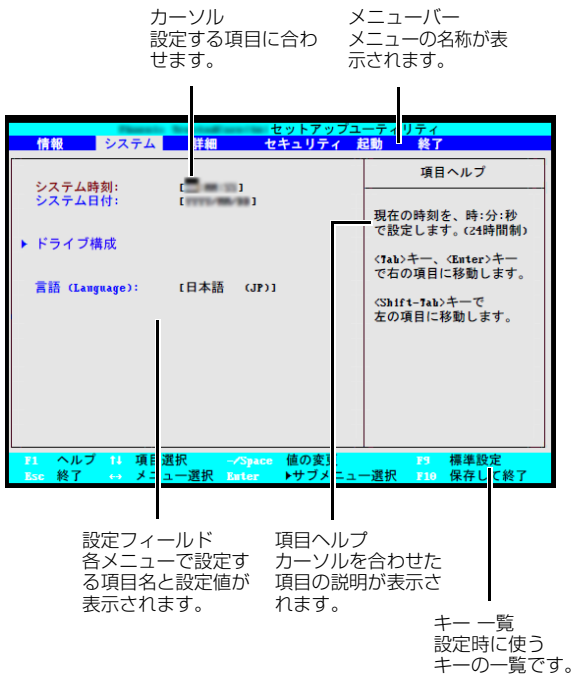 カーソル
設定する項目に合わ
せます。
メニューバー
メニューの名称が表
示されます。
セットアップユーティリティ
情報 システム 詳細 セキュリティ 起動 終了
システム時刻:
システム日付:
▶ ドライブ構成
言語 (Language): [日本語 (JP)]
項目ヘルプ
現在の時刻を、時:分:秒
で設定します。(24時間制)
<Tab>キー、<Enter>キー
で右の項目に移動します。
<Shift-Tab>キーで
左の項目に移動します。
F1 ヘルプ ↑↓ 項目選択 -/Space 値の変更 F9 標準設定
Esc 終了 ↔ メニュー選択 Enter ▶サブメニュー選択 F10 保存して終了
設定フィールド
各メニューで設定す
る項目名と設定値が
表示されます。
項目ヘルプ
カーソルを合わせた
項目の説明が表示さ
れます。
キー 一覧
設定時に使う
キーの一覧です。